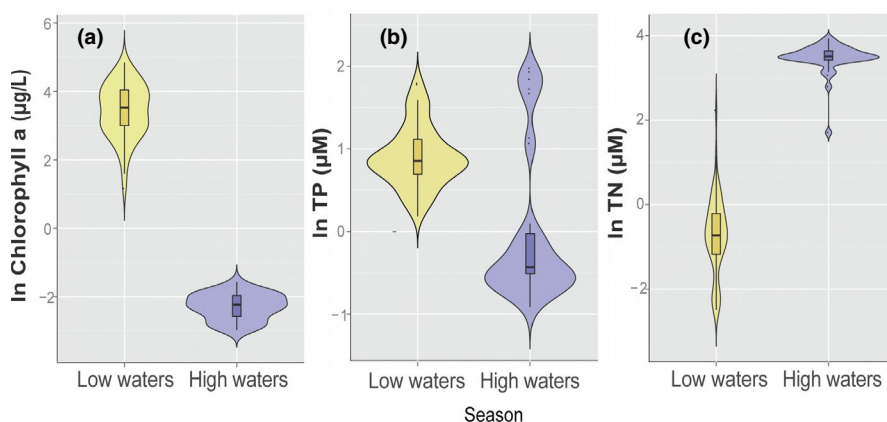 (a)
ln Chlorophyll a (µg/L)
6
4
2
0
−2
Low waters
High waters
(b)
ln TP (µM)
2
1
0
−1
Low waters
High waters
(c)
ln TN (µM)
4
2
0
−2
Low waters
High waters
Season